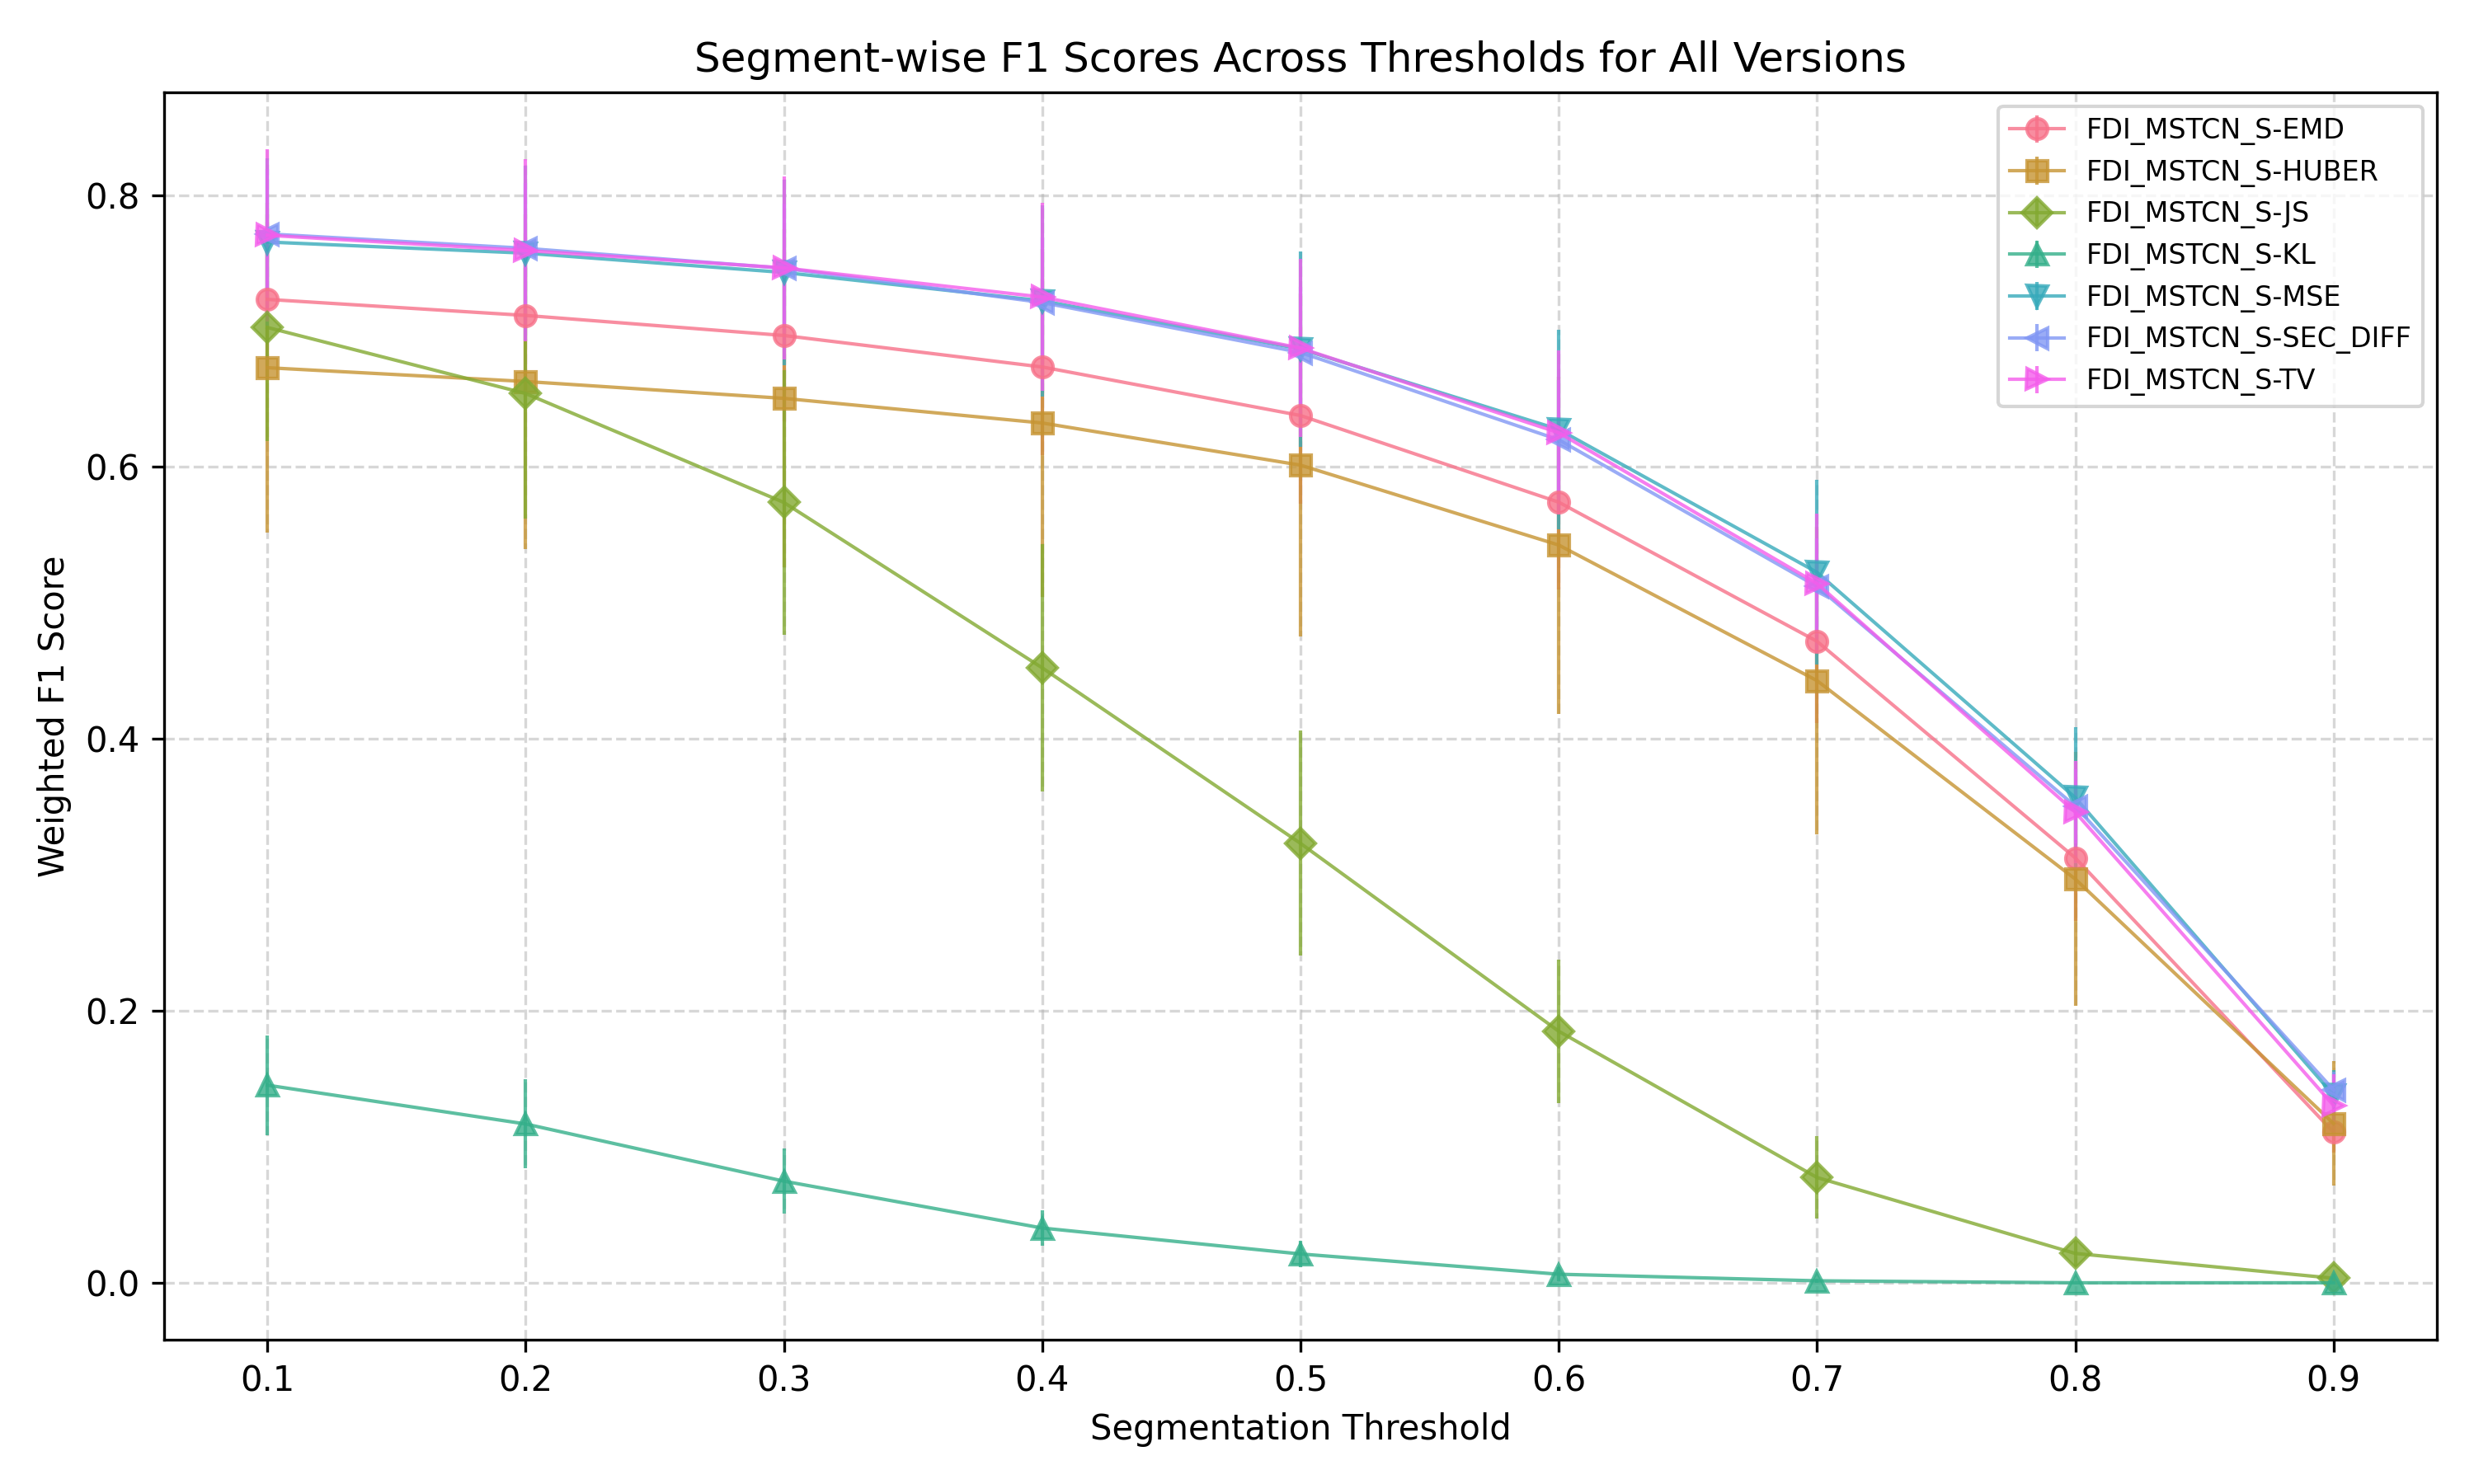 Segment-wise F1 Scores Across Thresholds for All Versions
FDI_MSTCN_S-EMD
FDI_MSTCN_S-HUBER
FDI_MSTCN_S-JS
FDI_MSTCN_S-KL
FDI_MSTCN_S-MSE
FDI_MSTCN_S-SEC_DIFF
FDI_MSTCN_S-TV
Weighted F1 Score
0.8
0.6
0.4
0.2
0.0
0.1 0.2 0.3 0.4 0.5 0.6 0.7 0.8 0.9
Segmentation Threshold